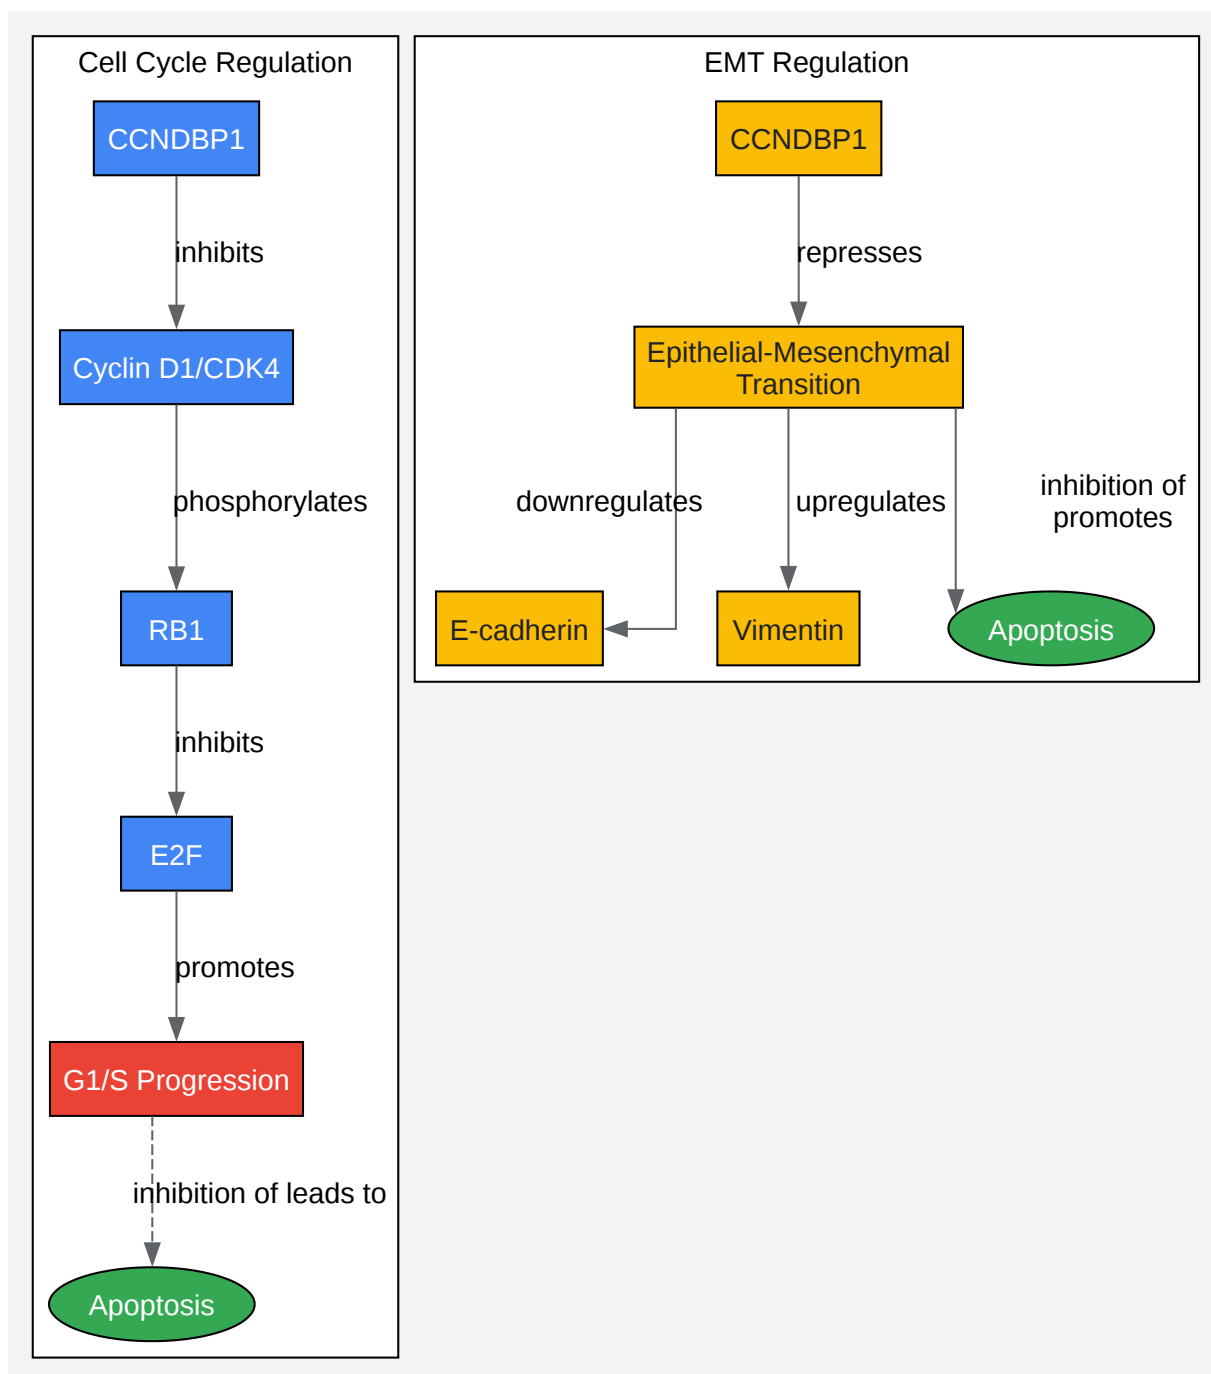 Cell Cycle Regulation
CCNDBP1
inhibits
Cyclin D1/CDK4
phosphorylates
RB1
inhibits
E2F
promotes
G1/S Progression
inhibition of leads to
Apoptosis
EMT Regulation
CCNDBP1
represses
Epithelial-Mesenchymal
Transition
downregulates
upregulates
inhibition of
promotes
E-cadherin
Vimentin
Apoptosis